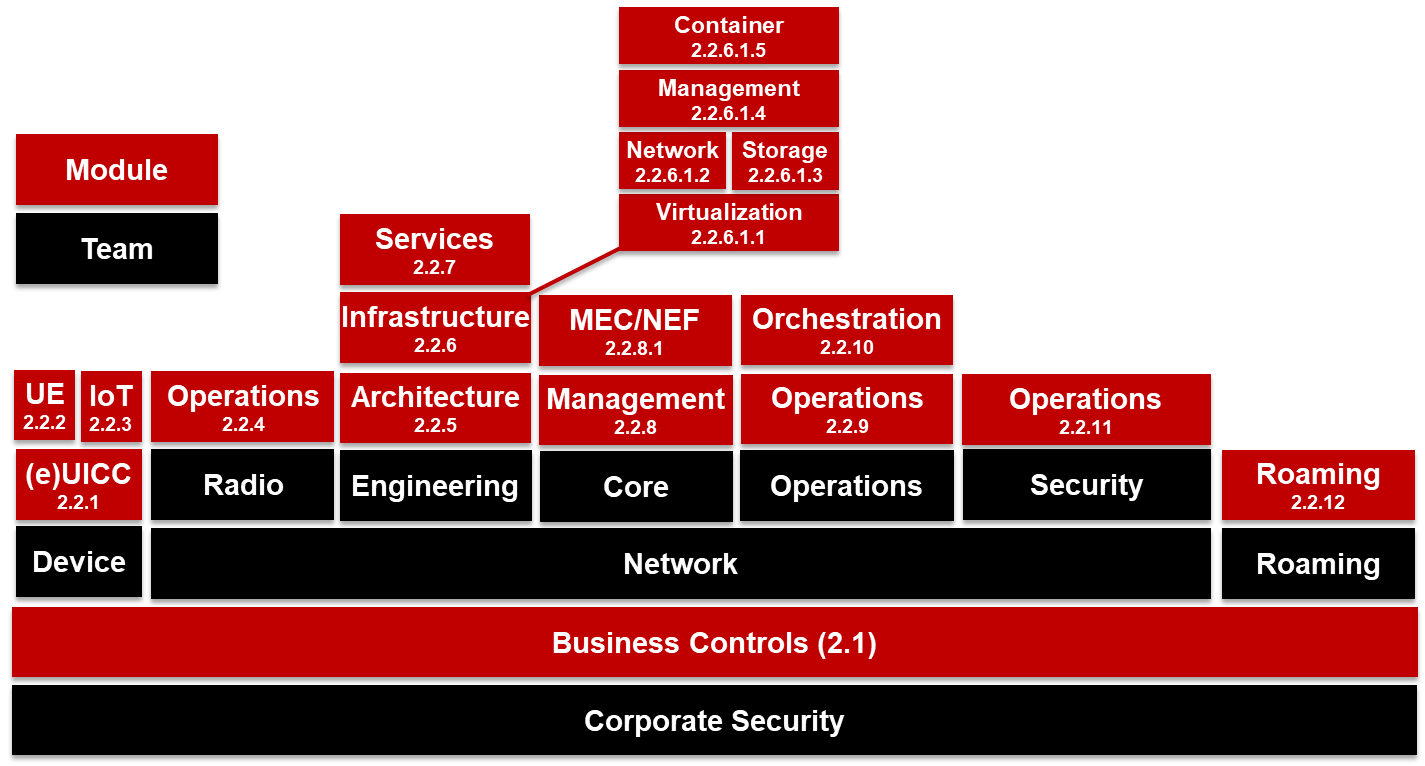 Container
2.2.6.1.5
Management
2.2.6.1.4
Network
2.2.6.1.2
Storage
2.2.6.1.3
Virtualization
2.2.6.1.1
Module
Team
Services
2.2.7
Infrastructure
2.2.6
MEC/NEF
2.2.8.1
Orchestration
2.2.10
UE
2.2.2
IoT
2.2.3
Operations
2.2.4
Architecture
2.2.5
Management
2.2.8
Operations
2.2.9
Operations
2.2.11
(e)UICC
2.2.1
Radio
Engineering
Core
Operations
Security
Roaming
2.2.12
Device
Network
Roaming
Business Controls (2.1)
Corporate Security